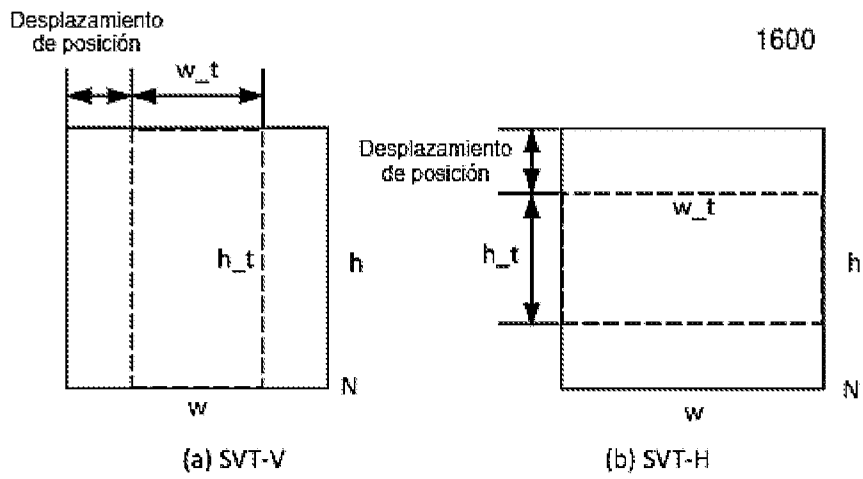 Desplazamiento
de posición
w_t
h_t
h
N
w
(a) SVT-V
1600
Desplazamiento
de posición
w_t
h_t
h
N
w
(b) SVT-H